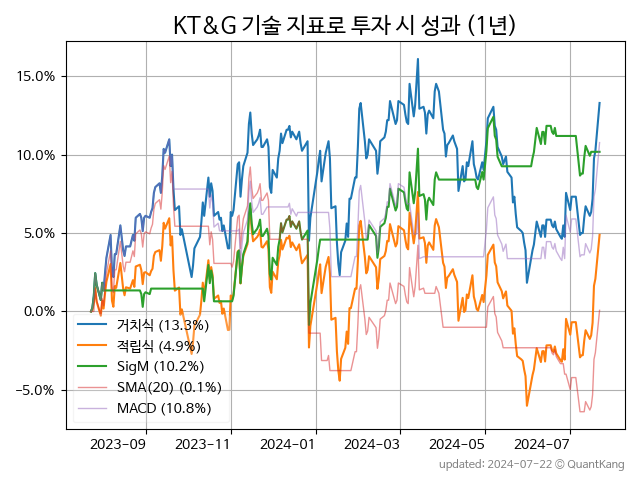 KT&G 기술 지표로 투자 시 성과 (1년)
15.0%
10.0%
5.0%
0.0%
−5.0%
거치식 (13.3%)
적립식 (4.9%)
SigM (10.2%)
SMA(20) (0.1%)
MACD (10.8%)
2023-09 2023-11 2024-01 2024-03 2024-05 2024-07
updated: 2024-07-22 © QuantKang